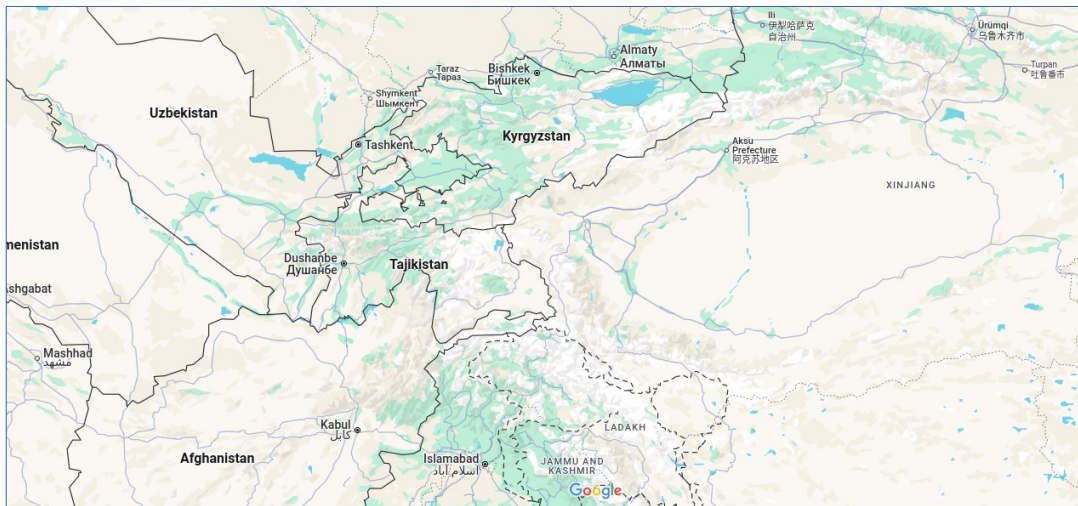 Ili
伊犁哈萨克
自治州
Ürümqi
乌鲁木齐市
Almaty
Алматы
Turpan
吐鲁番市
Bishkek
Бишкек
Taraz
Тараз
Shymkent
Шымкент
Uzbekistan
Kyrgyzstan
Tashkent
Aksu
Prefecture
阿克苏地区
XINJIANG
menistan
Dushanbe
Душанбе
Tajikistan
Ashgabat
Mashhad
مشهد
Kabul
كابل
LADAKH
Afghanistan
Islamabad
اسلام آباد
JAMMU AND
KASHMIR
Google